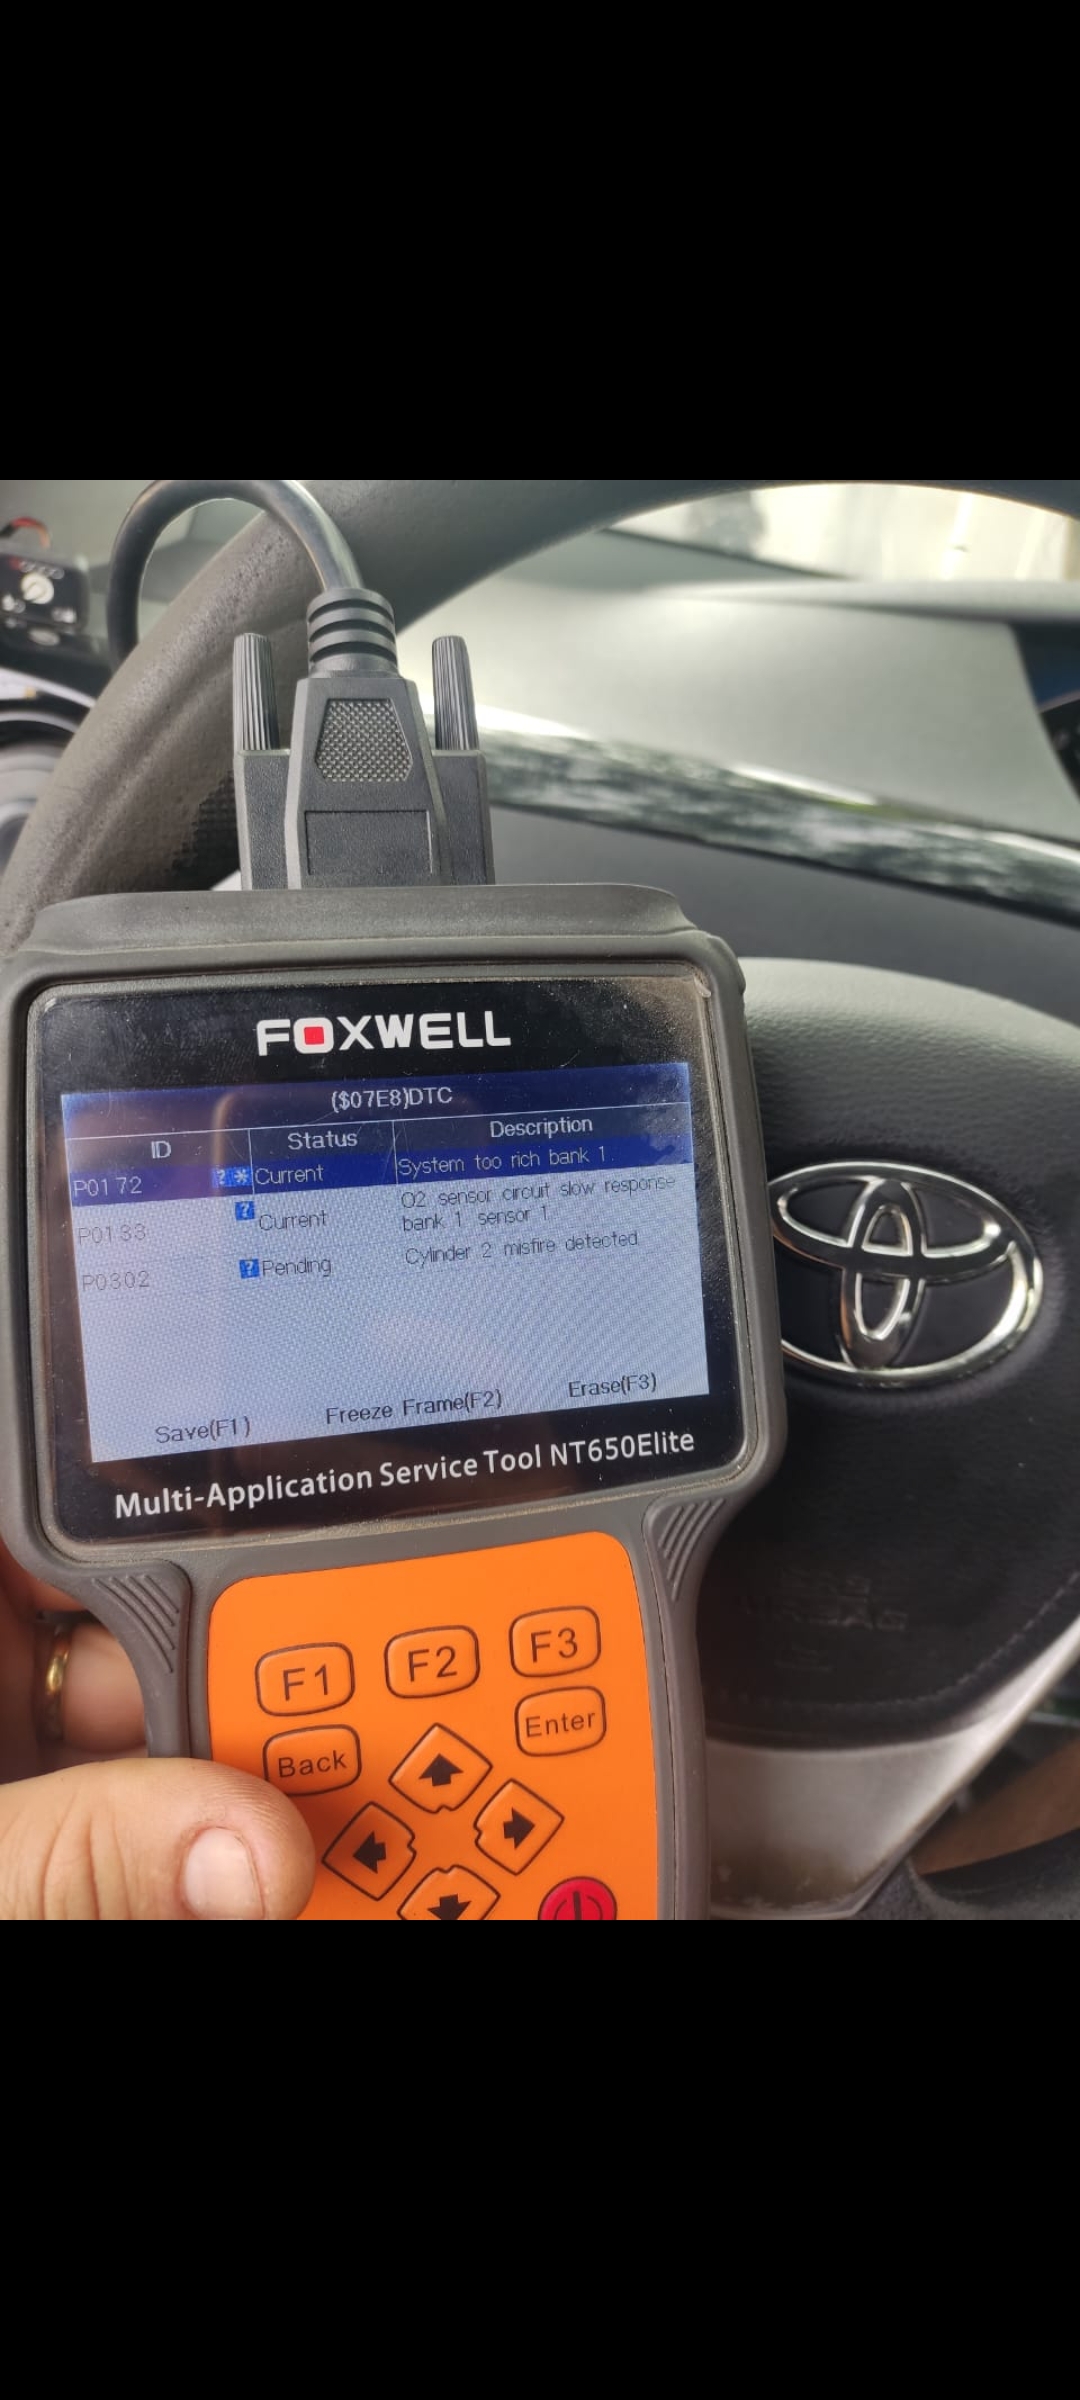 FOXWELL
($07E8)DTC
ID Status Description
P0172 ?* Current System too rich bank 1.
P0133 ? Current O2 sensor circuit slow response
bank 1 sensor 1
P0302 ? Pending Cylinder 2 misfire detected
Save(F1) Freeze Frame(F2) Erase(F3)
Multi-Application Service Tool NT650Elite
F1 F2 F3
Back Enter